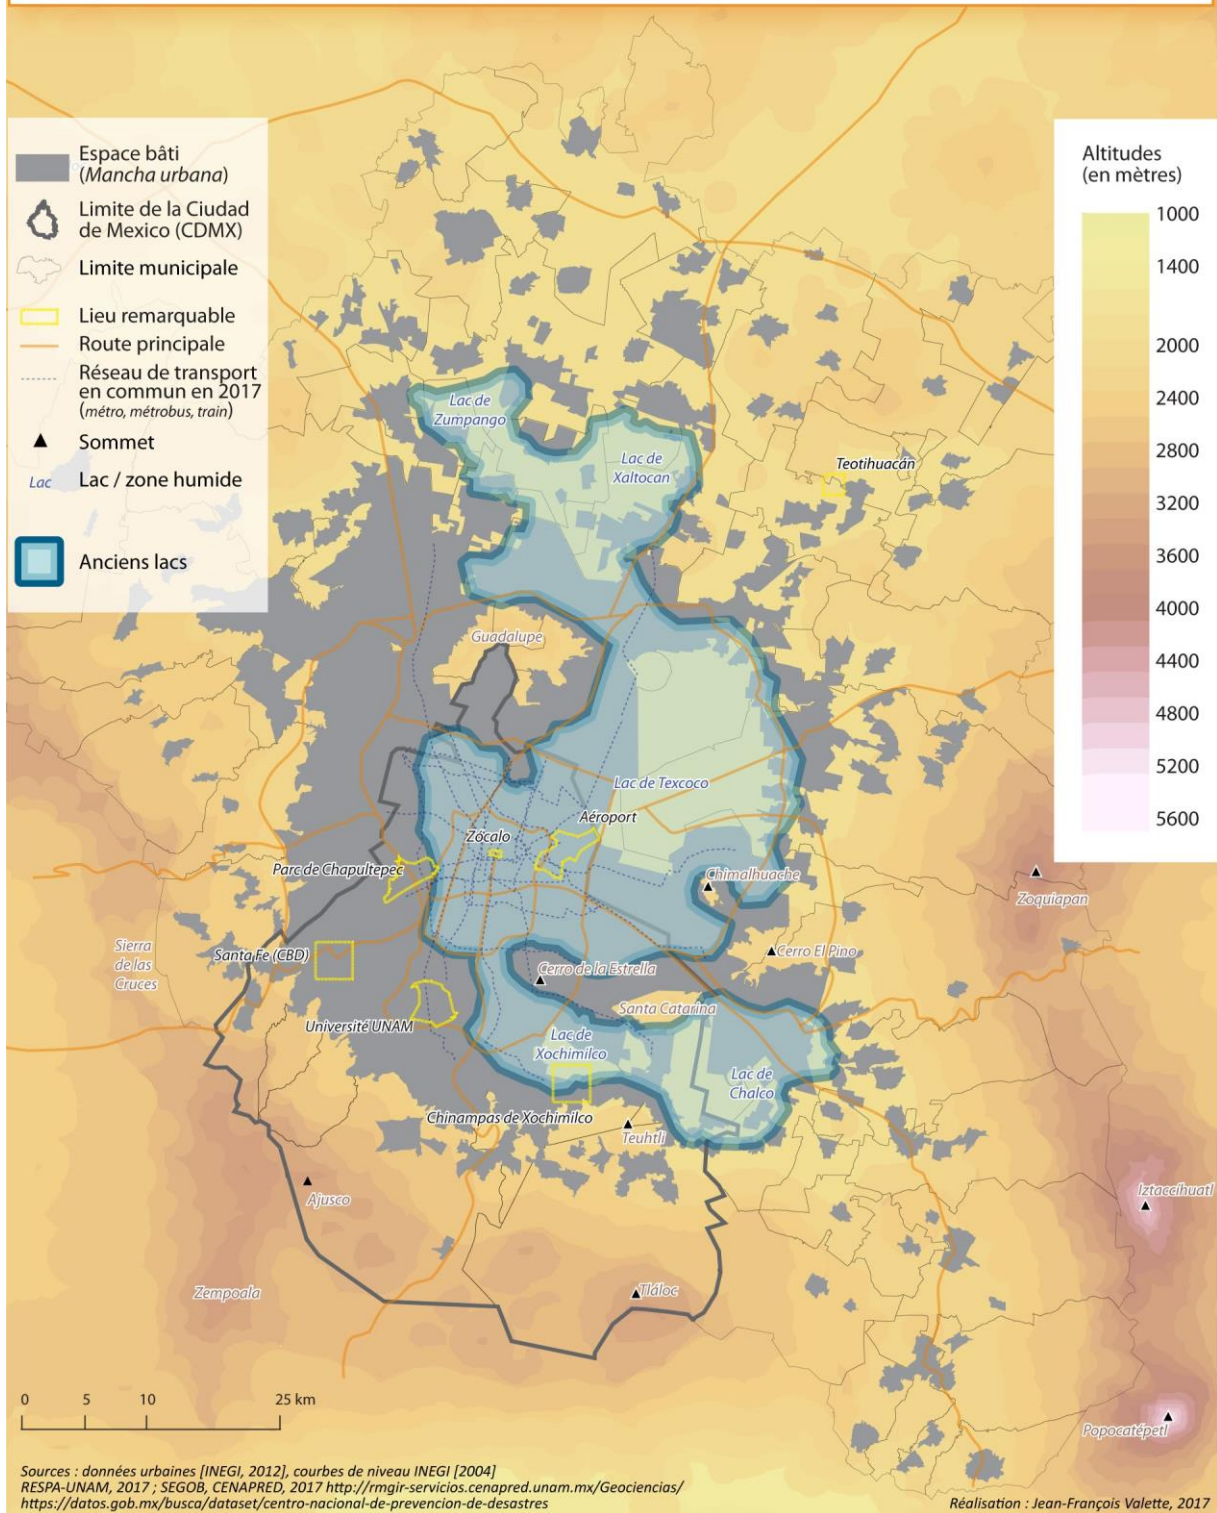 Espace bâti
(Mancha urbana)
Limite de la Ciudad
de Mexico (CDMX)
Limite municipale
Lieu remarquable
Route principale
Réseau de transport
en commun en 2017
(métro, métrobus, train)
Sommet
Lac Lac / zone humide
Anciens lacs
Altitudes
(en mètres)
1000
1400
2000
2400
2800
3200
3600
4000
4400
4800
5200
5600
Lac de
Zumpango
Lac de
Xaltocan
Teotihuacán
Guadalupe
Lac de Texcoco
Aéroport
Zócalo
Parc de Chapultepec
Chimalhuache
Zoquiapan
Sierra
de las
Cruces
Santa Fe (CBD)
Cerro El Pino
Cerro de la Estrella
Santa Catarina
Université UNAM
Lac de
Xochimilco
Lac de
Chalco
Chinampas de Xochimilco
Teuhtli
Ajusco
Iztaccihuatl
Zempoala
Tláloc
Popocatépetl
0 5 10 25 km
Sources : données urbaines [INEGI, 2012], courbes de niveau INEGI [2004]
RESPA-UNAM, 2017 ; SEGOB, CENAPRED, 2017 http://rmgir-servicios.cenapred.unam.mx/Geociencias/
https://datos.gob.mx/busca/dataset/centro-nacional-de-prevencion-de-desastres
Réalisation : Jean-François Valette, 2017